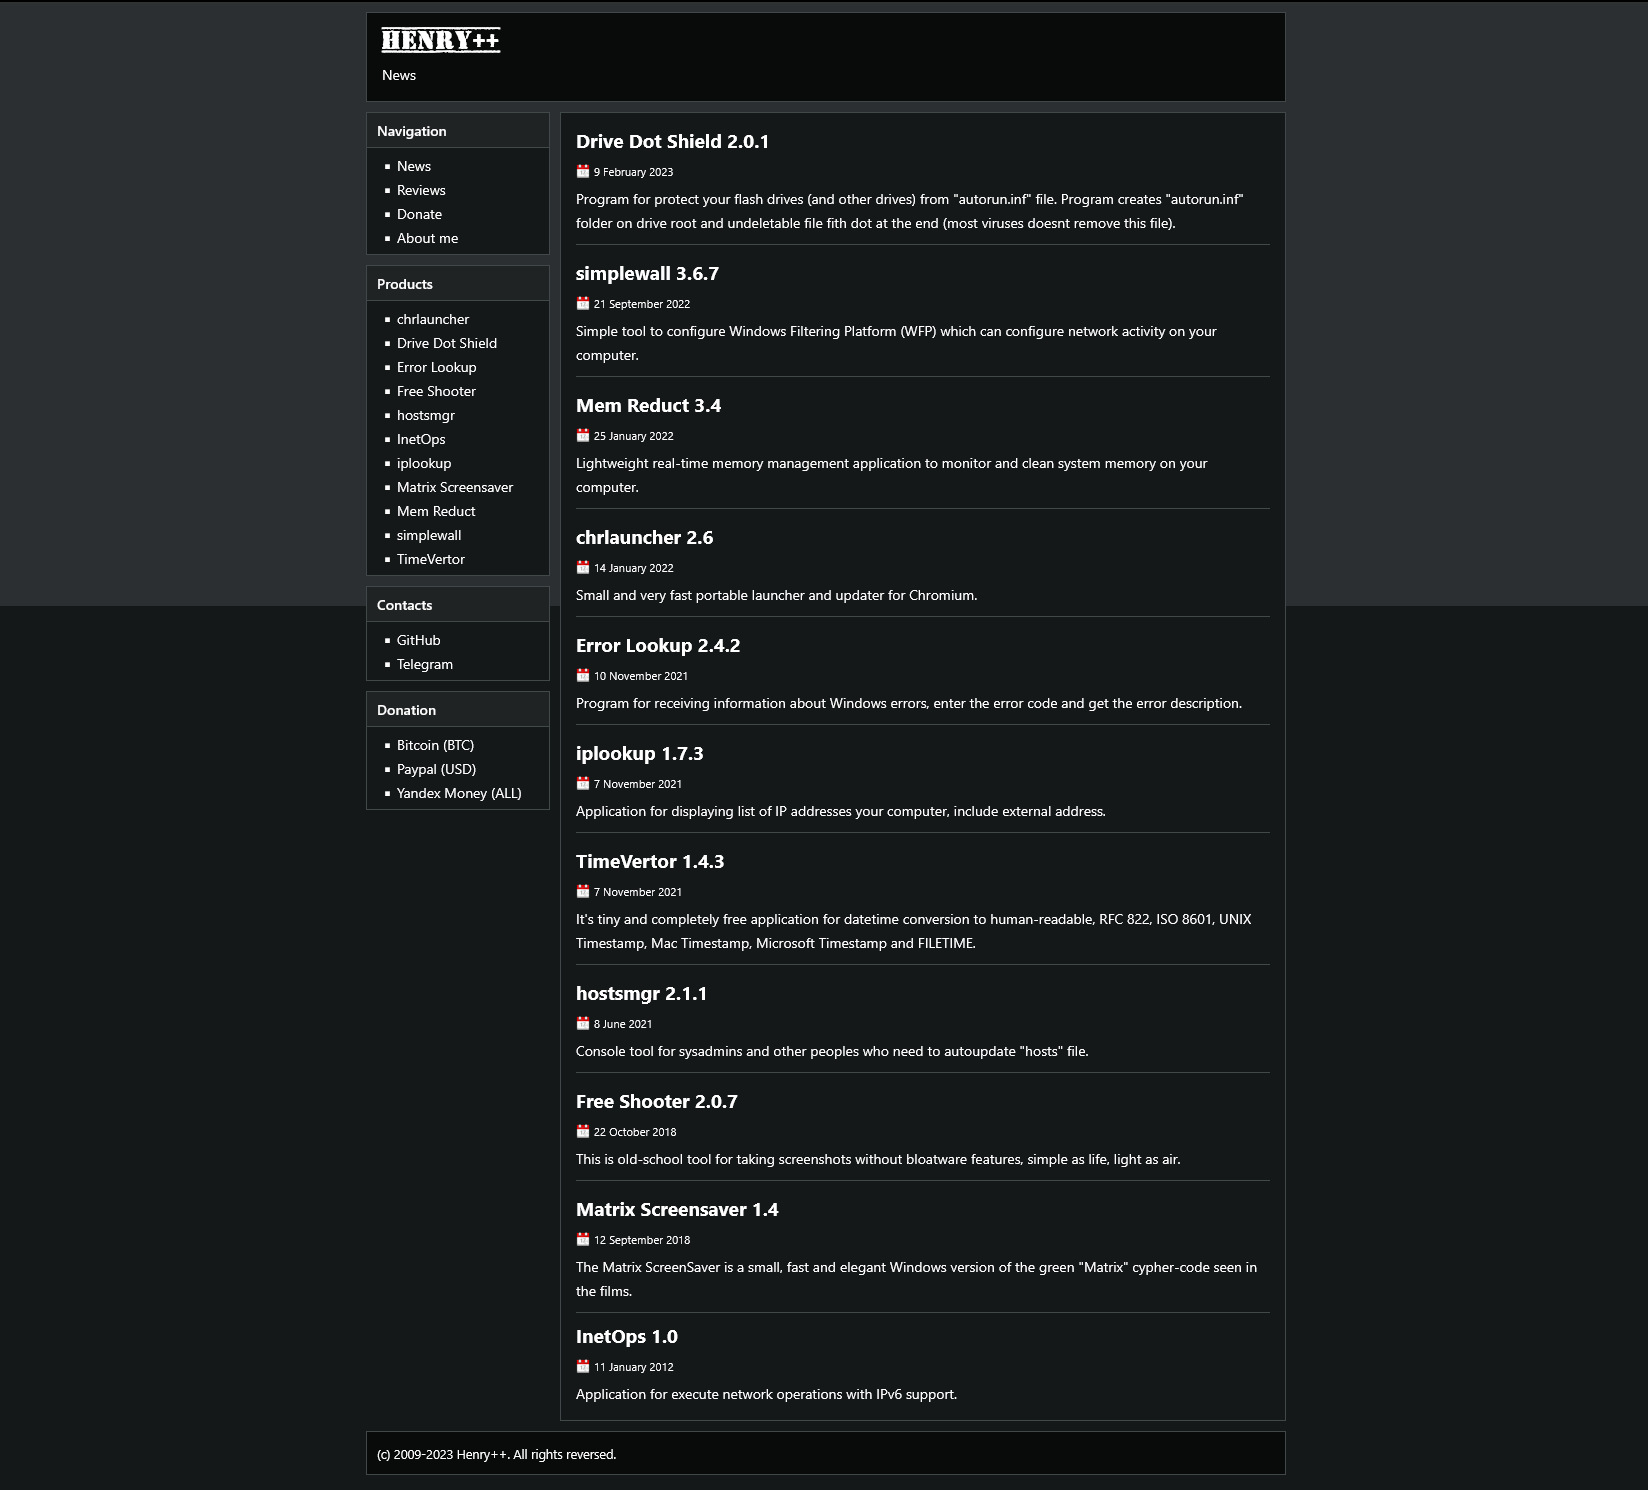 HENRY++
News
Navigation
News
Reviews
Donate
About me
Products
chrlauncher
Drive Dot Shield
Error Lookup
Free Shooter
hostsmgr
InetOps
iplookup
Matrix Screensaver
Mem Reduct
simplewall
TimeVertor
Contacts
GitHub
Telegram
Donation
Bitcoin (BTC)
Paypal (USD)
Yandex Money (ALL)
Drive Dot Shield 2.0.1
9 February 2023
Program for protect your flash drives (and other drives) from "autorun.inf" file. Program creates "autorun.inf"
folder on drive root and undeletable file fith dot at the end (most viruses doesnt remove this file).
simplewall 3.6.7
21 September 2022
Simple tool to configure Windows Filtering Platform (WFP) which can configure network activity on your
computer.
Mem Reduct 3.4
25 January 2022
Lightweight real-time memory management application to monitor and clean system memory on your
computer.
chrlauncher 2.6
14 January 2022
Small and very fast portable launcher and updater for Chromium.
Error Lookup 2.4.2
10 November 2021
Program for receiving information about Windows errors, enter the error code and get the error description.
iplookup 1.7.3
7 November 2021
Application for displaying list of IP addresses your computer, include external address.
TimeVertor 1.4.3
7 November 2021
It's tiny and completely free application for datetime conversion to human-readable, RFC 822, ISO 8601, UNIX
Timestamp, Mac Timestamp, Microsoft Timestamp and FILETIME.
hostsmgr 2.1.1
8 June 2021
Console tool for sysadmins and other peoples who need to autoupdate "hosts" file.
Free Shooter 2.0.7
22 October 2018
This is old-school tool for taking screenshots without bloatware features, simple as life, light as air.
Matrix Screensaver 1.4
12 September 2018
The Matrix ScreenSaver is a small, fast and elegant Windows version of the green "Matrix" cypher-code seen in
the films.
InetOps 1.0
11 January 2012
Application for execute network operations with IPv6 support.
(c) 2009-2023 Henry++. All rights reversed.